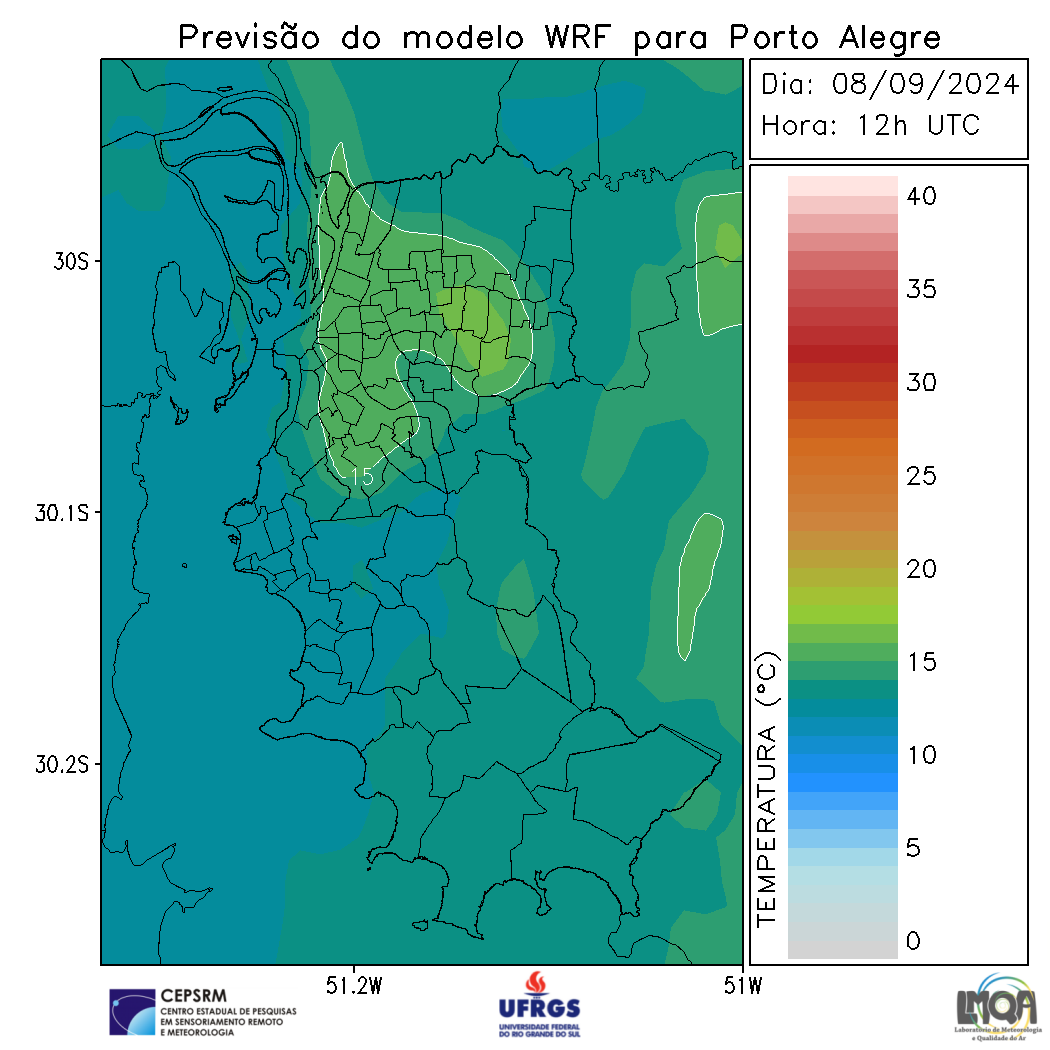 Previsão do modelo WRF para Porto Alegre
Dia: 08/09/2024
Hora: 12h UTC
40
35
30
25
20
15
10
5
0
TEMPERATURA (°C)
30S
30.1S
30.2S
15
51.2W
51W
CEPSRM
CENTRO ESTADUAL DE PESQUISAS
EM SENSORIAMENTO REMOTO
E METEOROLOGIA
UFRGS
UNIVERSIDADE FEDERAL
DO RIO GRANDE DO SUL
LMQA
Laboratório de Meteorologia
e Qualidade do Ar